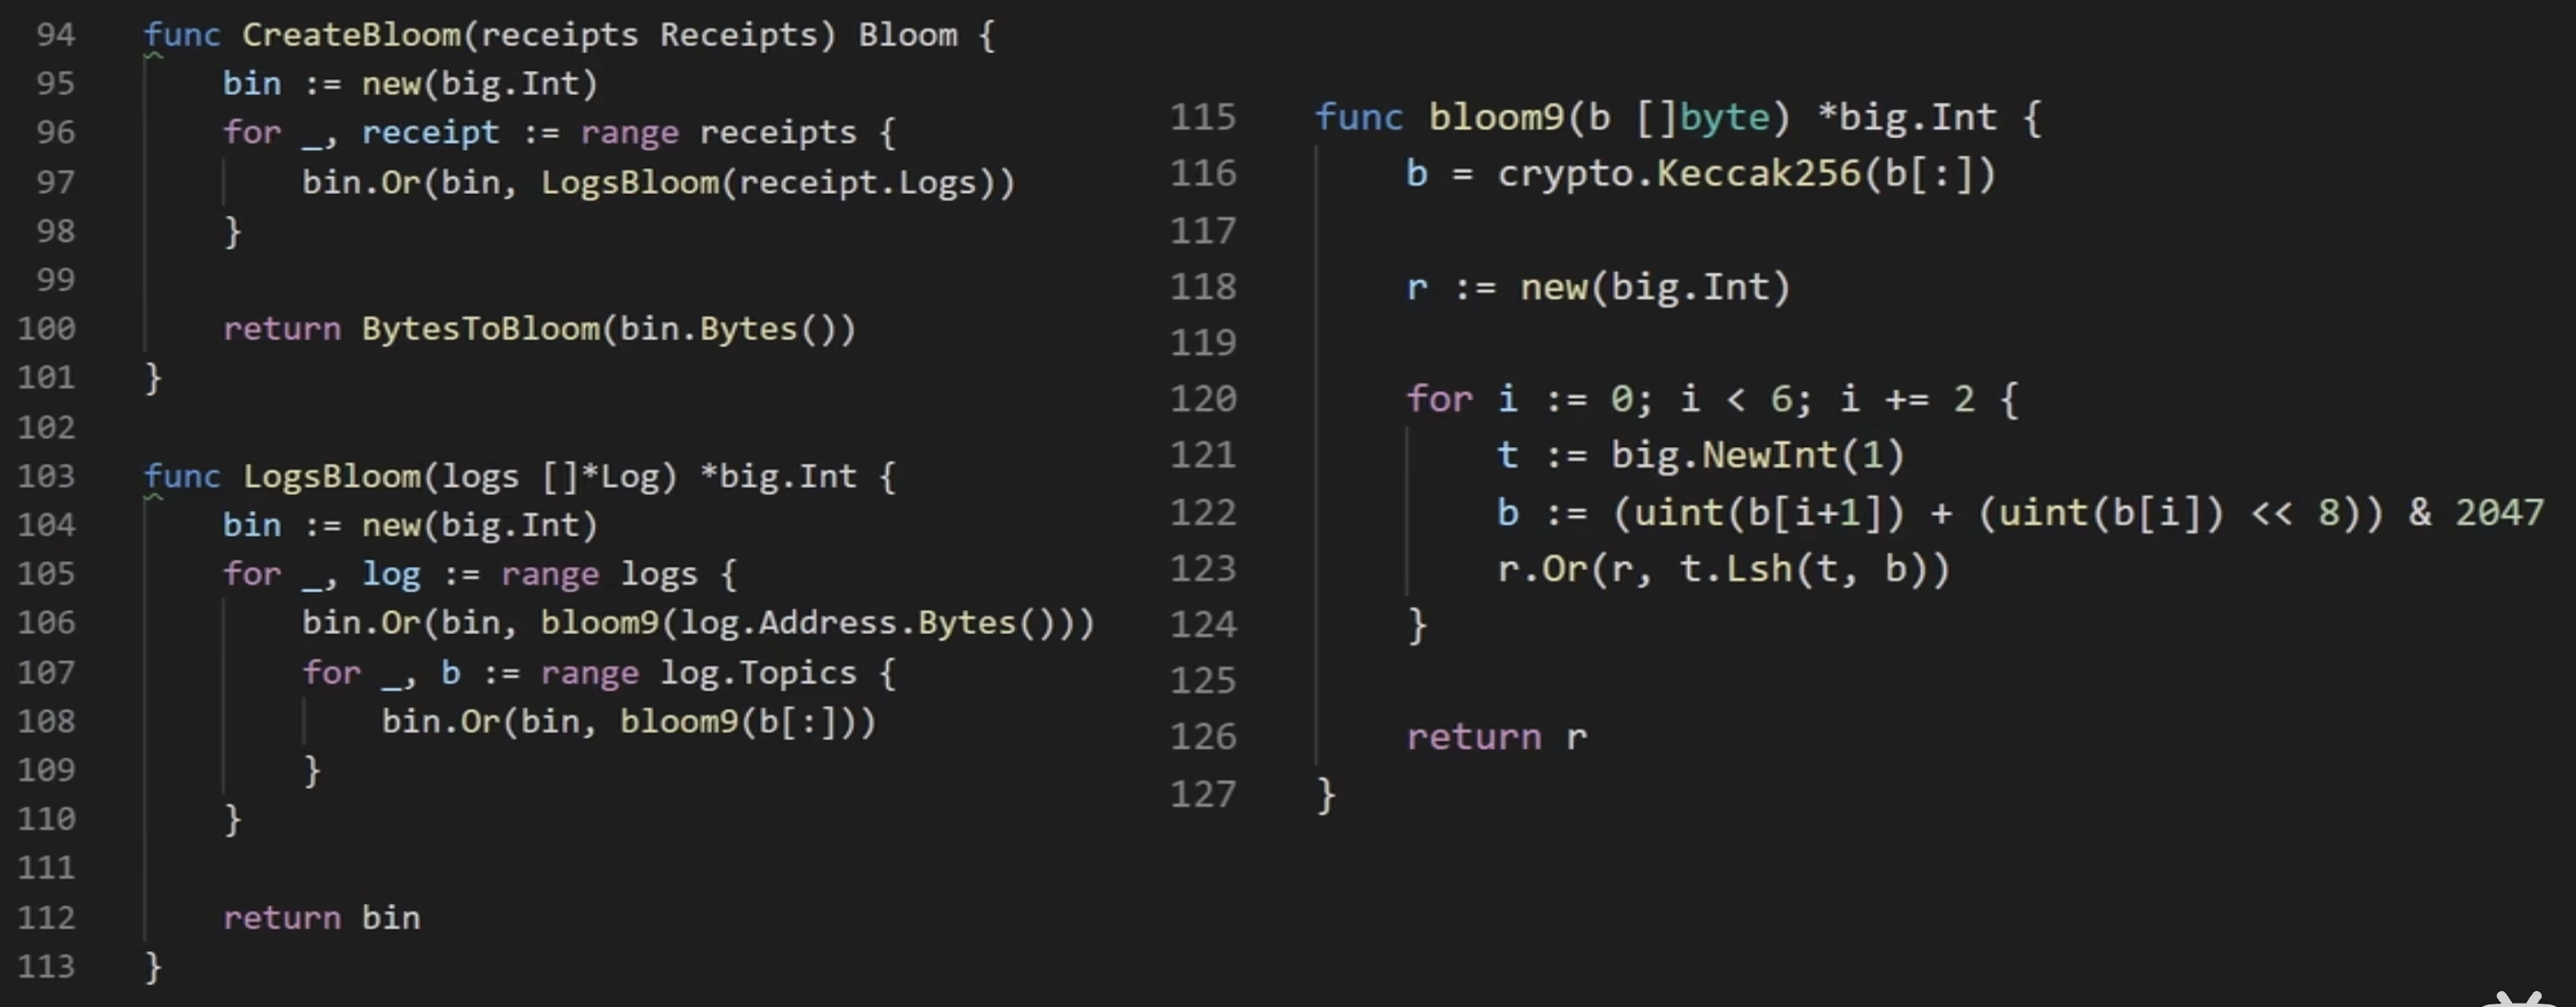 94 func CreateBloom(receipts Receipts) Bloom {
95 bin := new(big.Int)
96 for _, receipt := range receipts {
97 bin.Or(bin, LogsBloom(receipt.Logs))
98 }
99
100 return BytesToBloom(bin.Bytes())
101 }
102
103 func LogsBloom(logs []*Log) *big.Int {
104 bin := new(big.Int)
105 for _, log := range logs {
106 bin.Or(bin, bloom9(log.Address.Bytes()))
107 for _, b := range log.Topics {
108 bin.Or(bin, bloom9(b[:]))
109 }
110 }
111
112 return bin
113 }
115 func bloom9(b []byte) *big.Int {
116 b = crypto.Keccak256(b[:])
117
118 r := new(big.Int)
119
120 for i := 0; i < 6; i += 2 {
121 t := big.NewInt(1)
122 b := (uint(b[i+1]) + (uint(b[i]) << 8)) & 2047
123 r.Or(r, t.Lsh(t, b))
124 }
125
126 return r
127 }